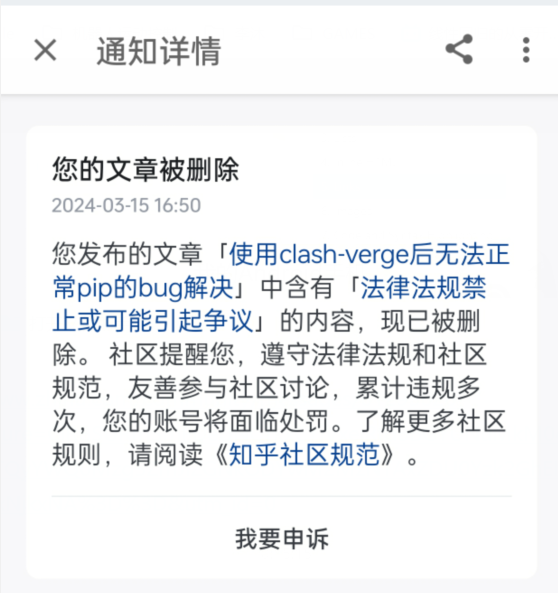 通知详情
您的文章被删除
2024-03-15 16:50
您发布的文章「使用clash-verge后无法正
常pip的bug解决」中含有「法律法规禁
止或可能引起争议」的内容，现已被删
除。 社区提醒您，遵守法律法规和社区
规范，友善参与社区讨论，累计违规多
次，您的账号将面临处罚。了解更多社区
规则，请阅读《知乎社区规范》。
我要申诉